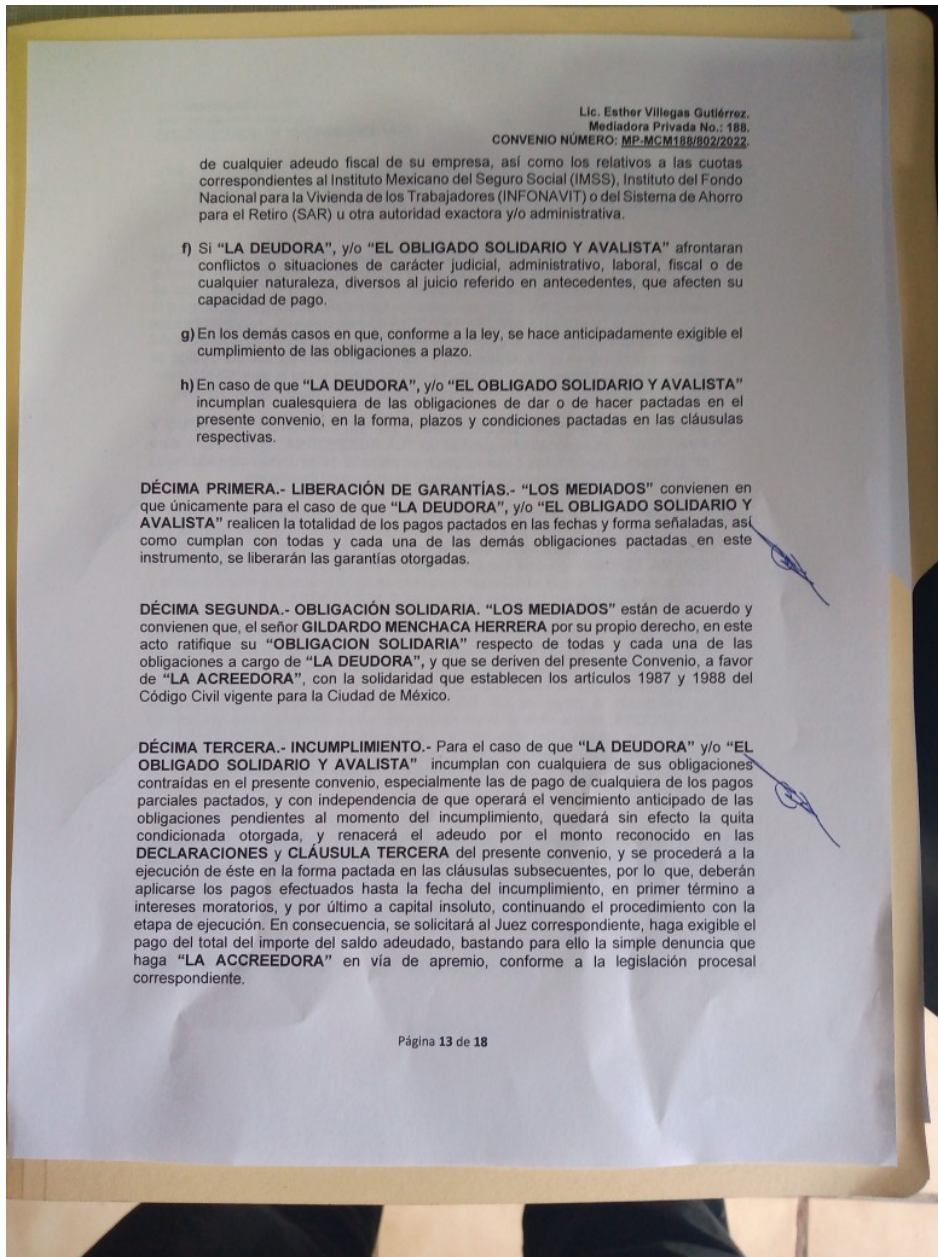 Lic. Esther Villegas Gutiérrez.
Mediadora Privada No.: 188.
CONVENIO NÚMERO: MP-MCM188/802/2022.
de cualquier adeudo fiscal de su empresa, así como los relativos a las cuotas
correspondientes al Instituto Mexicano del Seguro Social (IMSS), Instituto del Fondo
Nacional para la Vivienda de los Trabajadores (INFONAVIT) o del Sistema de Ahorro
para el Retiro (SAR) u otra autoridad exactora y/o administrativa.
f) Si “LA DEUDORA”, y/o “EL OBLIGADO SOLIDARIO Y AVALISTA” afrontaran
conflictos o situaciones de carácter judicial, administrativo, laboral, fiscal o de
cualquier naturaleza, diversos al juicio referido en antecedentes, que afecten su
capacidad de pago.
g) En los demás casos en que, conforme a la ley, se hace anticipadamente exigible el
cumplimiento de las obligaciones a plazo.
h) En caso de que “LA DEUDORA”, y/o “EL OBLIGADO SOLIDARIO Y AVALISTA”
incumplan cualesquiera de las obligaciones de dar o de hacer pactadas en el
presente convenio, en la forma, plazos y condiciones pactadas en las cláusulas
respectivas.
DÉCIMA PRIMERA.- LIBERACIÓN DE GARANTÍAS.- “LOS MEDIADOS” convienen en
que únicamente para el caso de que “LA DEUDORA”, y/o “EL OBLIGADO SOLIDARIO Y
AVALISTA” realicen la totalidad de los pagos pactados en las fechas y forma señaladas, así
como cumplan con todas y cada una de las demás obligaciones pactadas en este
instrumento, se liberarán las garantías otorgadas.
DÉCIMA SEGUNDA.- OBLIGACIÓN SOLIDARIA. “LOS MEDIADOS” están de acuerdo y
convienen que, el señor GILDARDO MENCHACA HERRERA por su propio derecho, en este
acto ratifique su “OBLIGACION SOLIDARIA” respecto de todas y cada una de las
obligaciones a cargo de “LA DEUDORA”, y que se deriven del presente Convenio, a favor
de “LA ACREEDORA”, con la solidaridad que establecen los artículos 1987 y 1988 del
Código Civil vigente para la Ciudad de México.
DÉCIMA TERCERA.- INCUMPLIMIENTO.- Para el caso de que “LA DEUDORA” y/o “EL
OBLIGADO SOLIDARIO Y AVALISTA” incumplan con cualquiera de sus obligaciones
contraídas en el presente convenio, especialmente las de pago de cualquiera de los pagos
parciales pactados, y con independencia de que operará el vencimiento anticipado de las
obligaciones pendientes al momento del incumplimiento, quedará sin efecto la quita
condicionada otorgada, y renacerá el adeudo por el monto reconocido en las
DECLARACIONES y CLÁUSULA TERCERA del presente convenio, y se procederá a la
ejecución de éste en la forma pactada en las cláusulas subsecuentes, por lo que, deberán
aplicarse los pagos efectuados hasta la fecha del incumplimiento, en primer término a
intereses moratorios, y por último a capital insoluto, continuando el procedimiento con la
etapa de ejecución. En consecuencia, se solicitará al Juez correspondiente, haga exigible el
pago del total del importe del saldo adeudado, bastando para ello la simple denuncia que
haga “LA ACCREEDORA” en vía de apremio, conforme a la legislación procesal
correspondiente.
Página 13 de 18